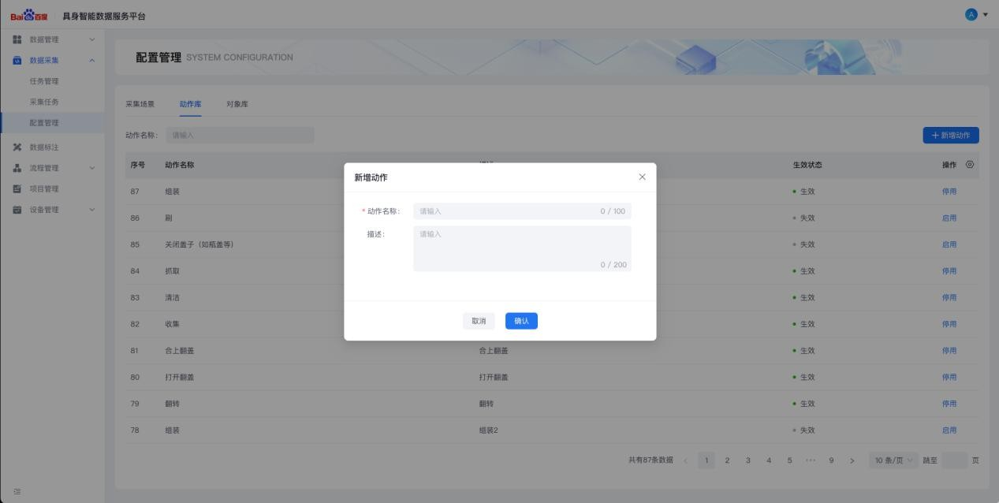 Bai百度 具身智能数据服务平台 A
数据管理
数据采集
任务管理
采集任务
配置管理
数据标注
流程管理
项目管理
设备管理
配置管理 SYSTEM CONFIGURATION
采集场景 动作库 对象库
动作名称: 请输入 + 新增动作
序号 动作名称 生效状态 操作
87 组装 生效 停用
86 刷 失效 启用
85 关闭盖子（如瓶盖等） 失效 启用
84 抓取 生效 停用
83 清洁 生效 停用
82 收集 生效 停用
81 合上翻盖 合上翻盖 生效 停用
80 打开翻盖 打开翻盖 生效 停用
79 翻转 翻转 生效 停用
78 组装 组装2 失效 启用
共有87条数据 < 1 2 3 4 5 ••• 9 > 10 条/页 跳至 页
新增动作
* 动作名称: 请输入 0 / 100
描述: 请输入
0 / 200
取消 确认